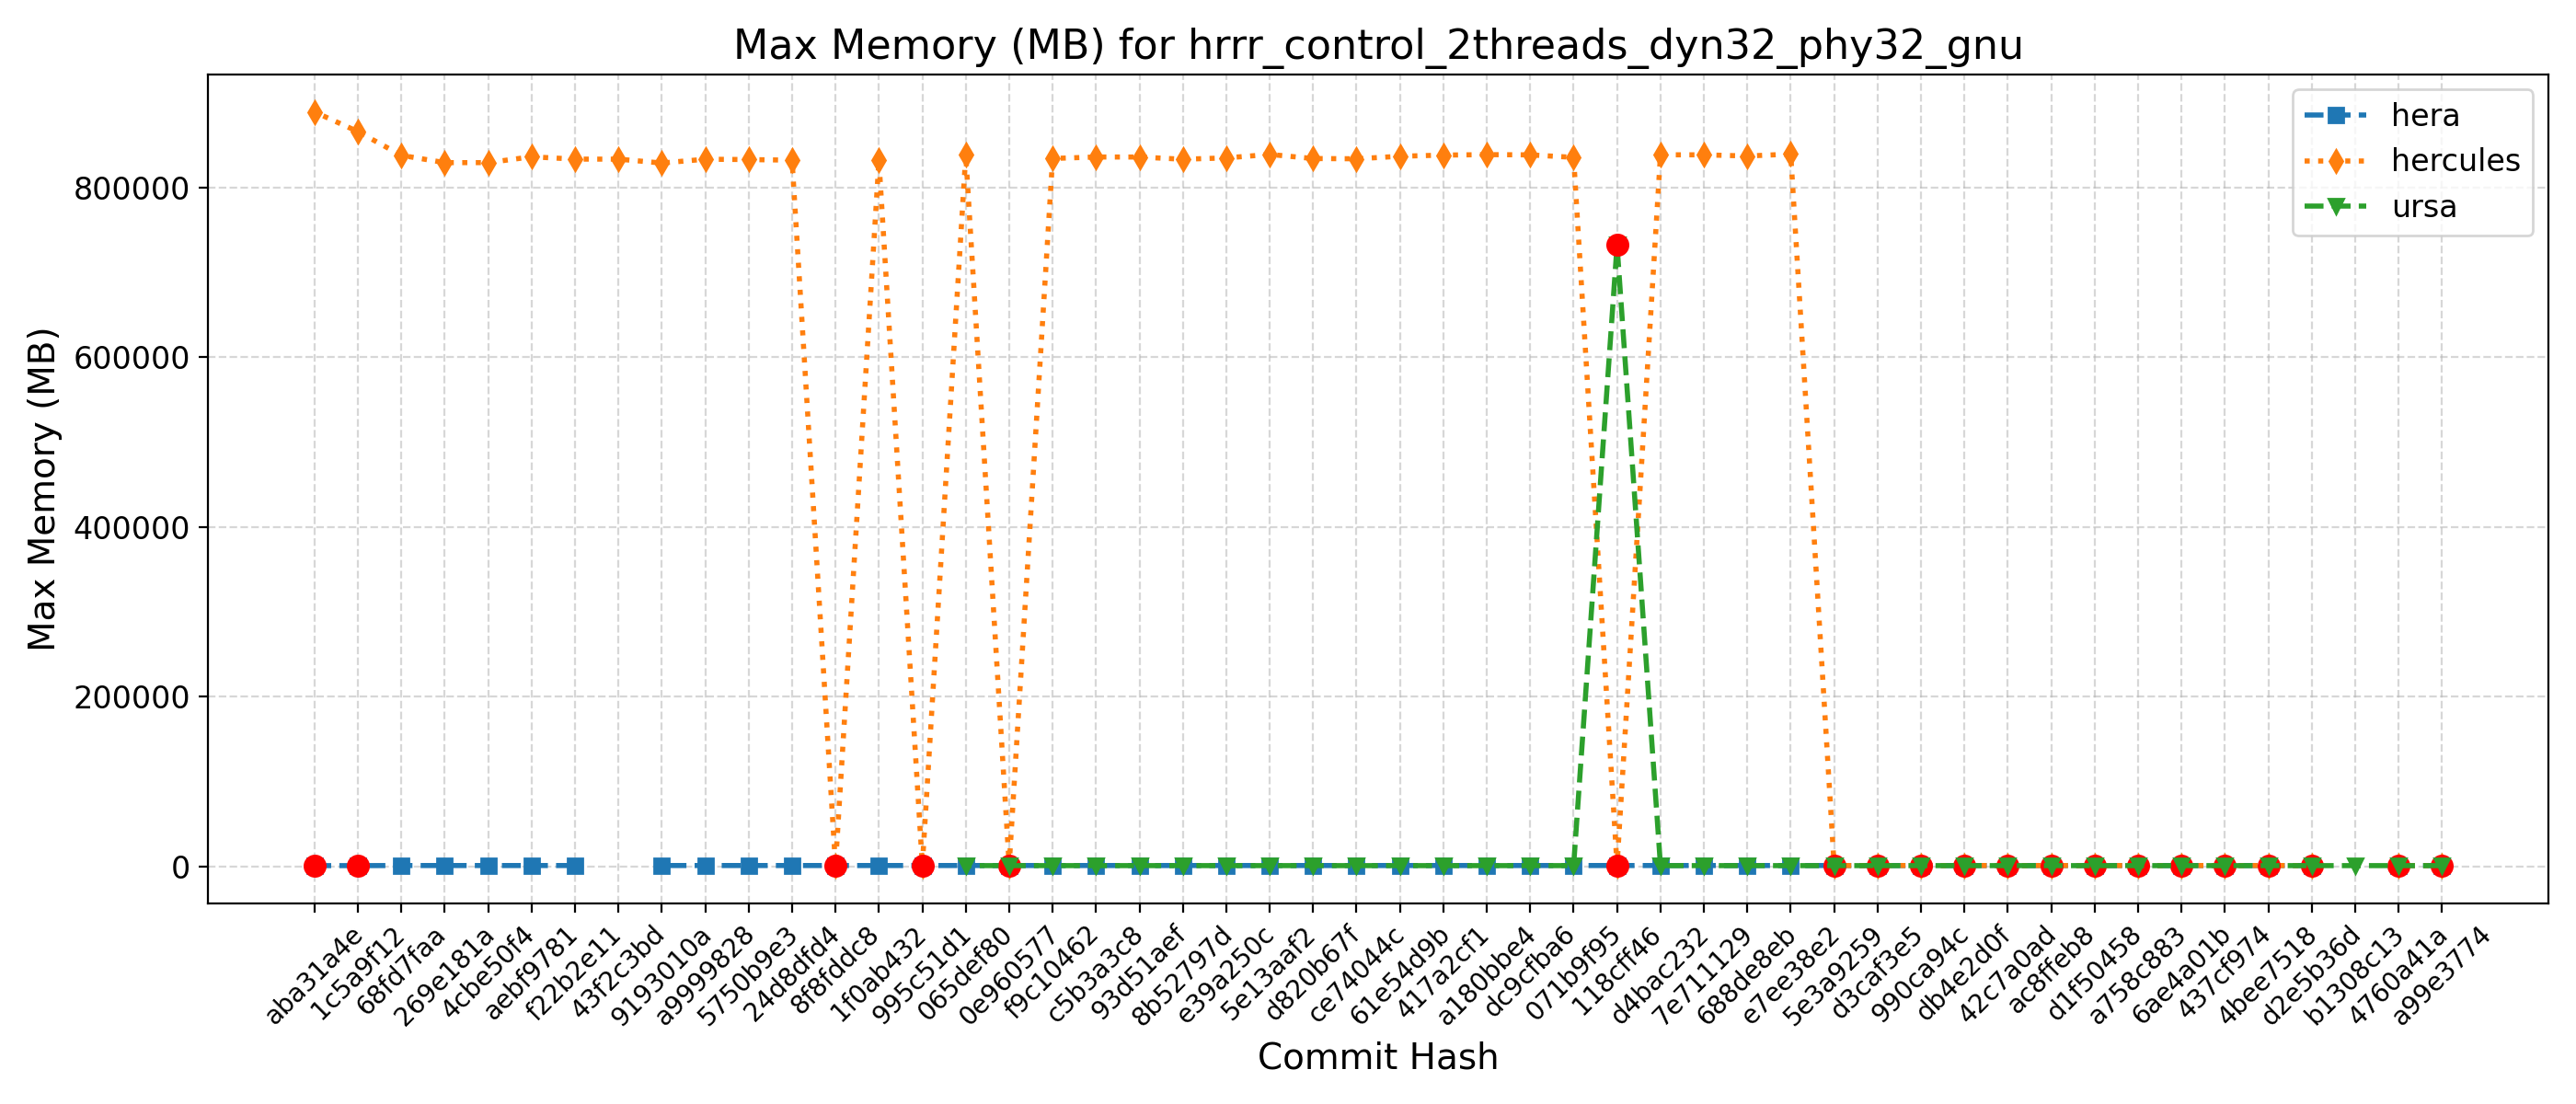 Max Memory (MB) for hrrr_control_2threads_dyn32_phy32_gnu
hera
hercules
ursa
Max Memory (MB)
800000
600000
400000
200000
0
aba31a4e
1c5a9f12
68fd7faa
269e181a
4cbe50f4
aebf9781
f22b2e11
43f2c3bd
9193010a
a9999828
5750b9e3
24d8dfd4
8f8fddc8
1f0ab432
995c51d1
065def80
0e960577
f9c10462
c5b3a3c8
93d51aef
8b52797d
e39a250c
5e13aaf2
d820b67f
ce74044c
61e54d9b
417a2cf1
a180bbe4
dc9cfba6
071b9f95
118cff46
d4bac232
7e711129
688de8eb
e7ee38e2
5e3a9259
d3caf3e5
990ca94c
db4e2d0f
42c7a0ad
ac8ffeb8
d1f50458
a758c883
6ae4a01b
437cf974
4bee7518
d2e5b36d
b1308c13
4760a41a
a99e3774
Commit Hash